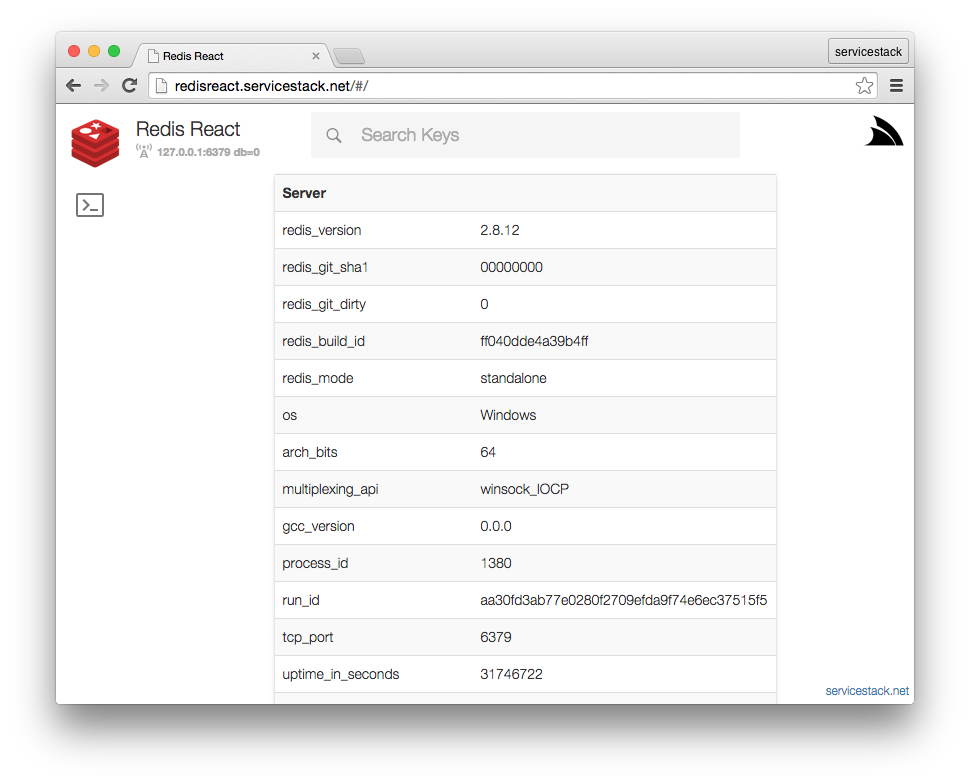 Redis React
servicestack
redisreact.servicestack.net/#/
Redis React
127.0.0.1:6379 db=0
Search Keys
Server
redis_version 2.8.12
redis_git_sha1 00000000
redis_git_dirty 0
redis_build_id ff040dde4a39b4ff
redis_mode standalone
os Windows
arch_bits 64
multiplexing_api winsock_IOCP
gcc_version 0.0.0
process_id 1380
run_id aa30fd3ab77e0280f2709efda9f74e6ec37515f5
tcp_port 6379
uptime_in_seconds 31746722
servicestack.net